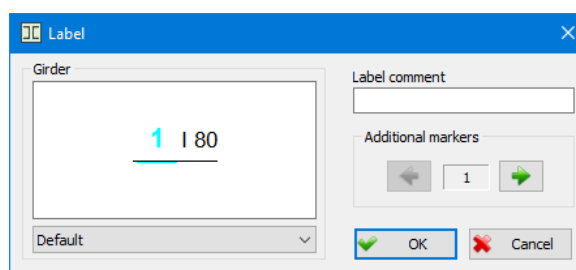 Label
Girder
1 I 80
Default
Label comment
Additional markers
1
OK
Cancel